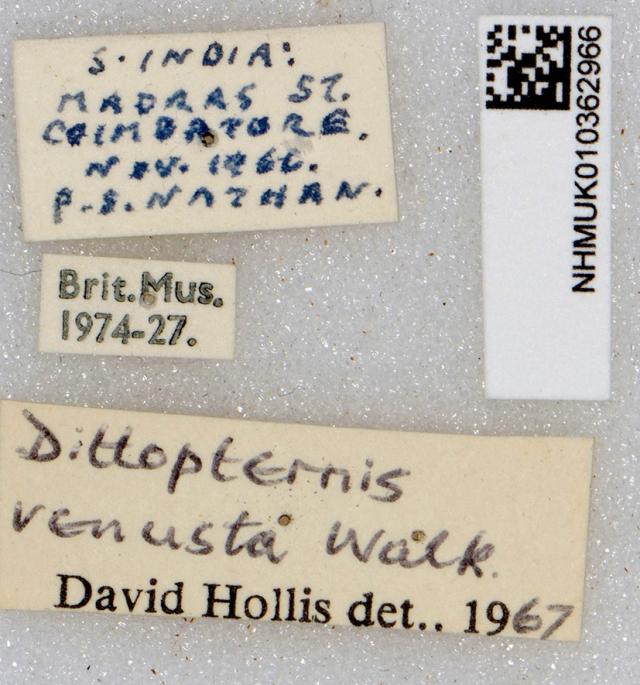 S. INDIA:
MADRAS ST.
COIMBATORE.
NOV. 1966.
P.S. NATHAN.
Brit. Mus.
1974-27.
NHMUK010362966
Dittopternis
venusta Walk.
David Hollis det.. 1967